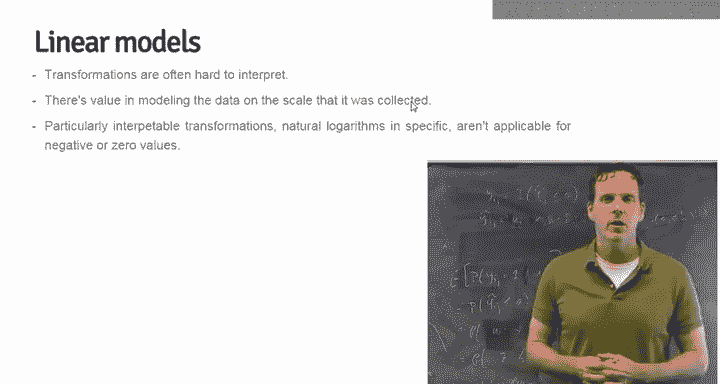 Linear models
- Transformations are often hard to interpret.
- There's value in modeling the data on the scale that it was collected.
- Particularly interpetable transformations, natural logarithms in specific, aren't applicable for
negative or zero values.